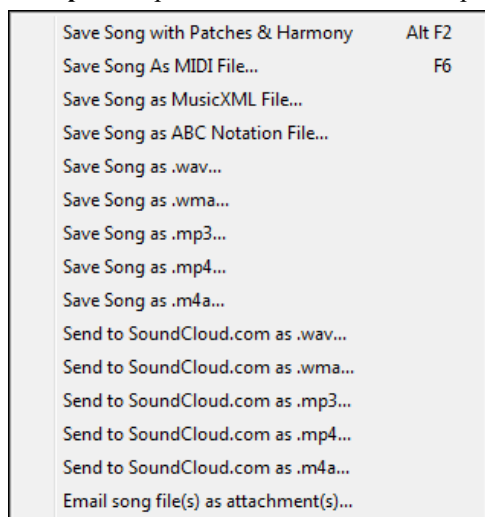 Save Song with Patches & Harmony Alt F2
Save Song As MIDI File... F6
Save Song as MusicXML File...
Save Song as ABC Notation File...
Save Song as .wav...
Save Song as .wma...
Save Song as .mp3...
Save Song as .mp4...
Save Song as .m4a...
Send to SoundCloud.com as .wav...
Send to SoundCloud.com as .wma...
Send to SoundCloud.com as .mp3...
Send to SoundCloud.com as .mp4...
Send to SoundCloud.com as .m4a...
Email song file(s) as attachment(s)...